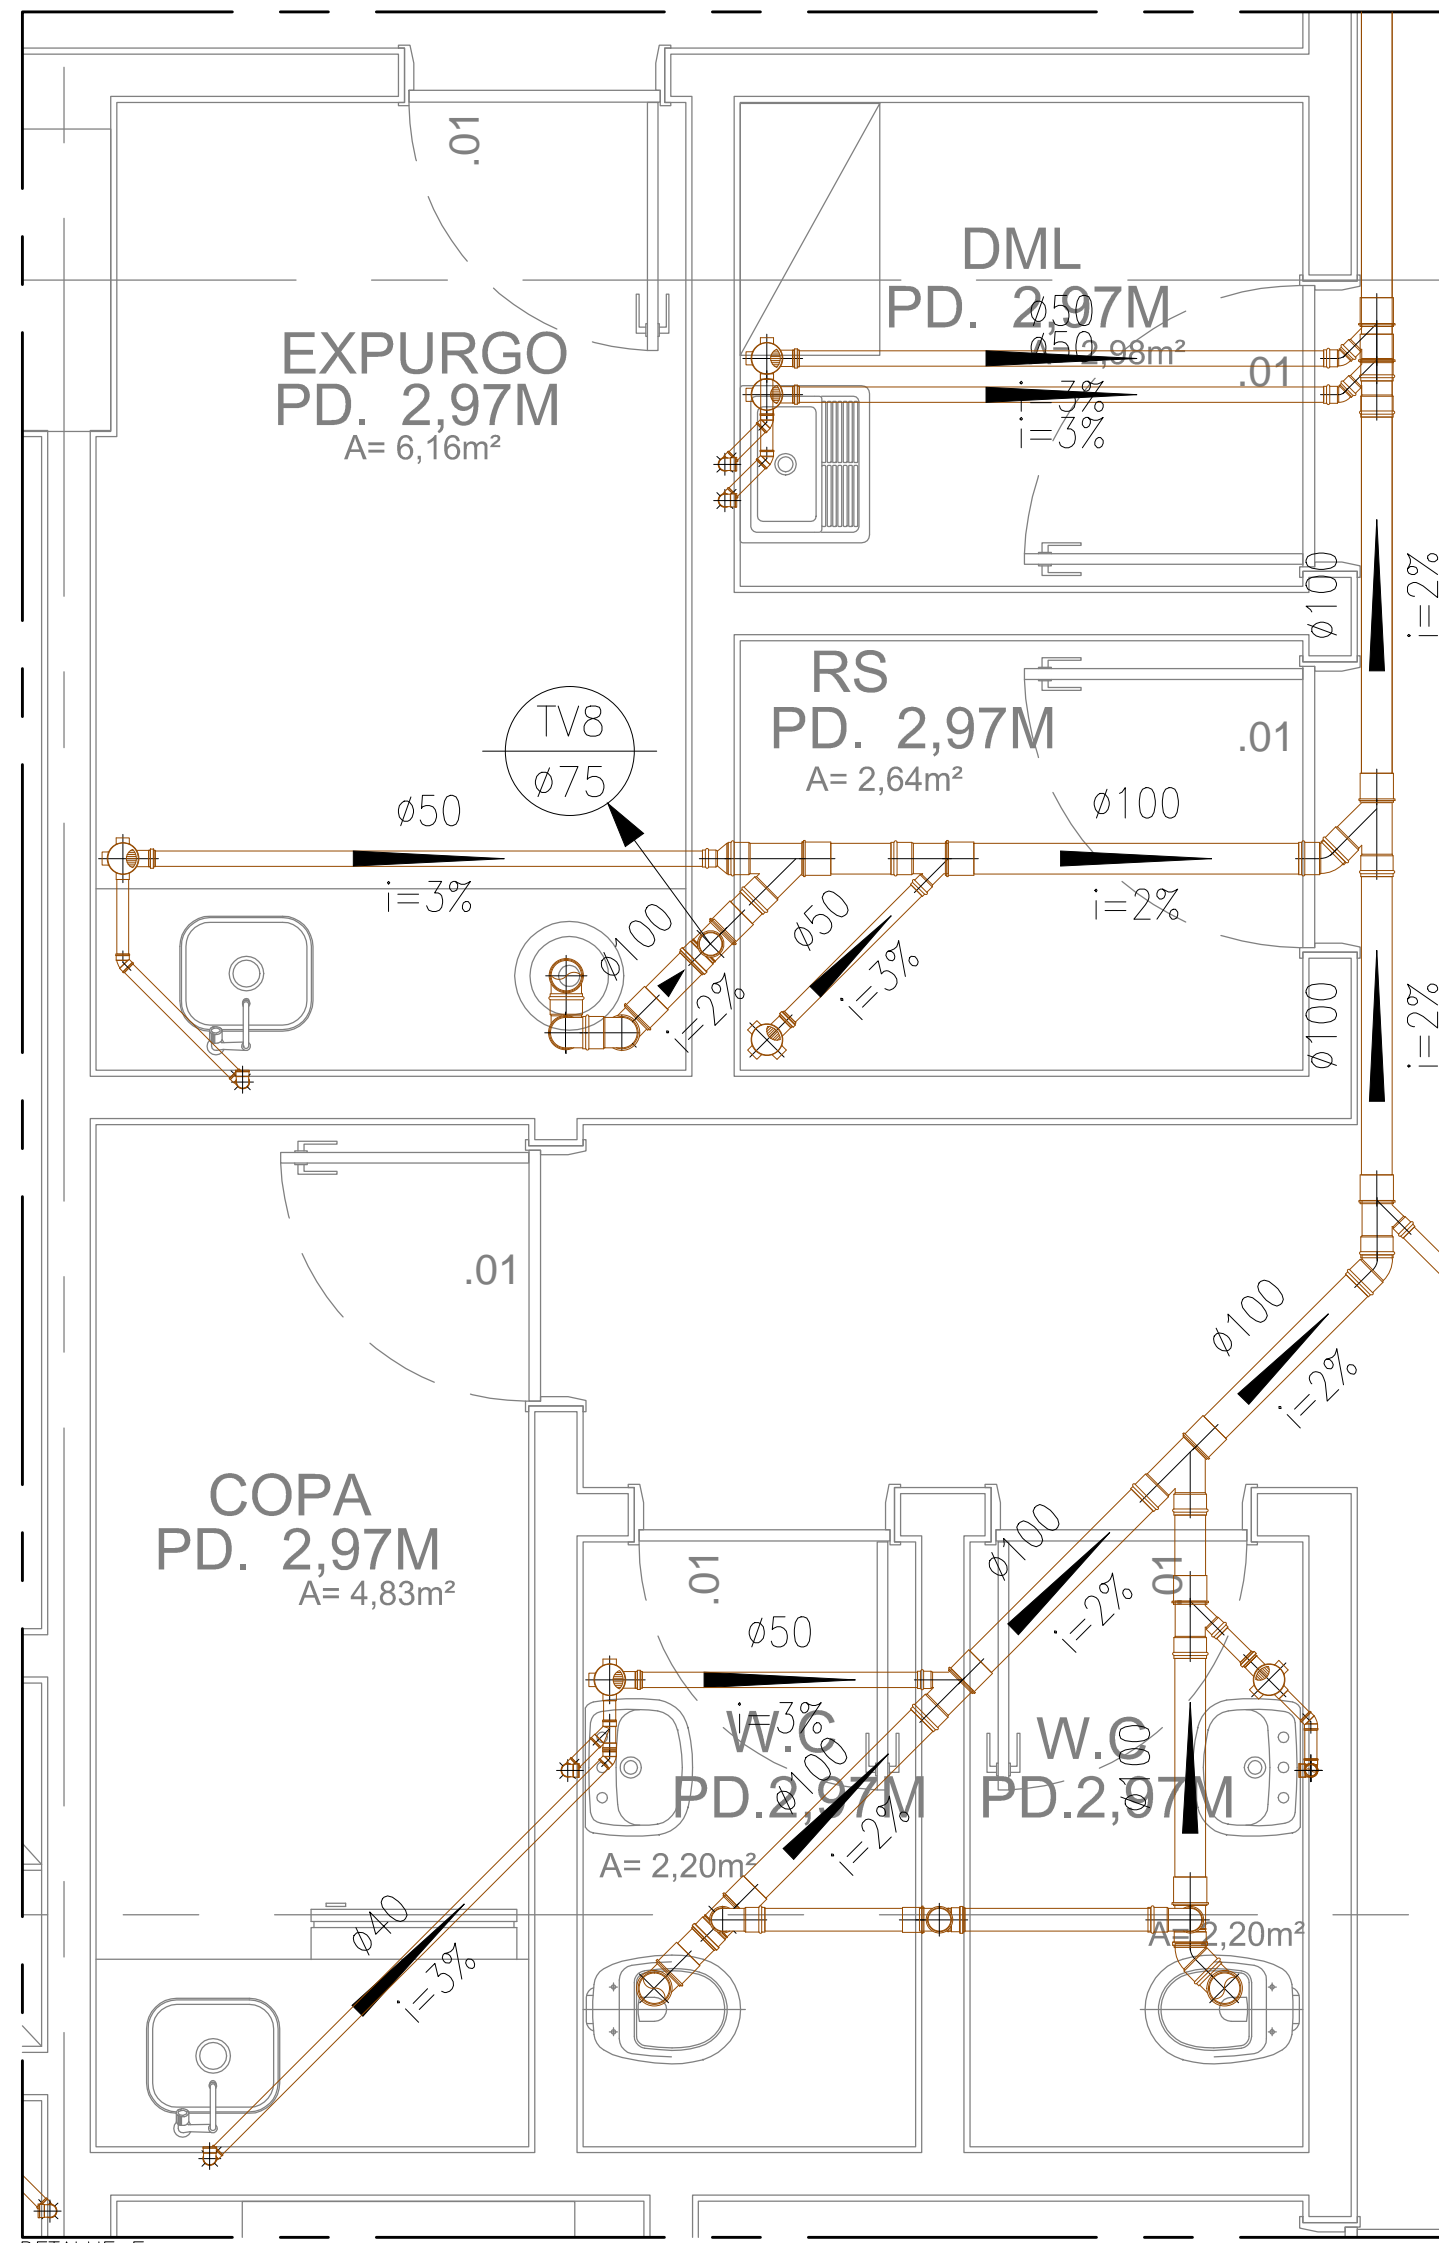 .01
DML
PD. 2,97M
A= 2,98m²
ø50
ø50
i=3%
i=3%
.01
EXPURGO
PD. 2,97M
A= 6,16m²
ø100
i=2%
RS
PD. 2,97M
A= 2,64m²
.01
TV8
ø75
ø50
i=3%
ø100
i=2%
ø100
i=2%
ø50
i=3%
ø100
i=2%
.01
ø100
i=2%
COPA
PD. 2,97M
A= 4,83m²
ø100
i=2%
.01
.01
ø50
i=3%
W.C
PD.2,97M
A= 2,20m²
ø100
i=2%
W.C
PD.2,97M
A= 2,20m²
ø100
ø40
i=3%